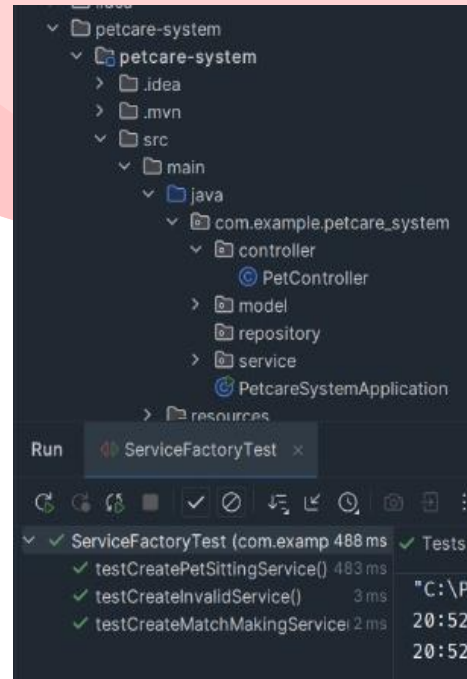 petcare-system
petcare-system
.idea
.mvn
src
main
java
com.example.petcare_system
controller
PetController
model
repository
service
PetcareSystemApplication
resources
Run ServiceFactoryTest ×
ServiceFactoryTest (com.examp 488 ms Tests
testCreatePetSittingService() 483 ms
testCreateInvalidService() 3 ms "C:\P
testCreateMatchMakingService( 2 ms 20:52
20:52